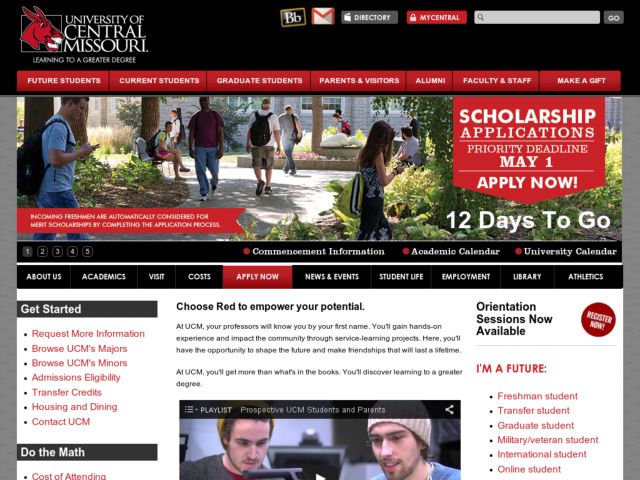 UNIVERSITY OF
CENTRAL
MISSOURI.
LEARNING TO A GREATER DEGREE
Bb
DIRECTORY
MYCENTRAL
GO
FUTURE STUDENTS
CURRENT STUDENTS
GRADUATE STUDENTS
PARENTS & VISITORS
ALUMNI
FACULTY & STAFF
MAKE A GIFT
SCHOLARSHIP
APPLICATIONS
PRIORITY DEADLINE
MAY 1
APPLY NOW!
12 Days To Go
INCOMING FRESHMEN ARE AUTOMATICALLY CONSIDERED FOR
MERIT SCHOLARSHIPS BY COMPLETING THE APPLICATION PROCESS.
1 2 3 4 5
Commencement Information
Academic Calendar
University Calendar
ABOUT US
ACADEMICS
VISIT
COSTS
APPLY NOW
NEWS & EVENTS
STUDENT LIFE
EMPLOYMENT
LIBRARY
ATHLETICS
Get Started
Request More Information
Browse UCM's Majors
Browse UCM's Minors
Admissions Eligibility
Transfer Credits
Housing and Dining
Contact UCM
Do the Math
Cost of Attending
Choose Red to empower your potential.
At UCM, your professors will know you by your first name. You'll gain hands-on
experience and impact the community through service-learning projects. Here, you'll
have the opportunity to shape the future and make friendships that will last a lifetime.
At UCM, you'll get more than what's in the books. You'll discover learning to a greater
degree.
PLAYLIST Prospective UCM Students and Parents
Orientation
Sessions Now
Available
REGISTER
NOW!
I'M A FUTURE:
Freshman student
Transfer student
Graduate student
Military/veteran student
International student
Online student